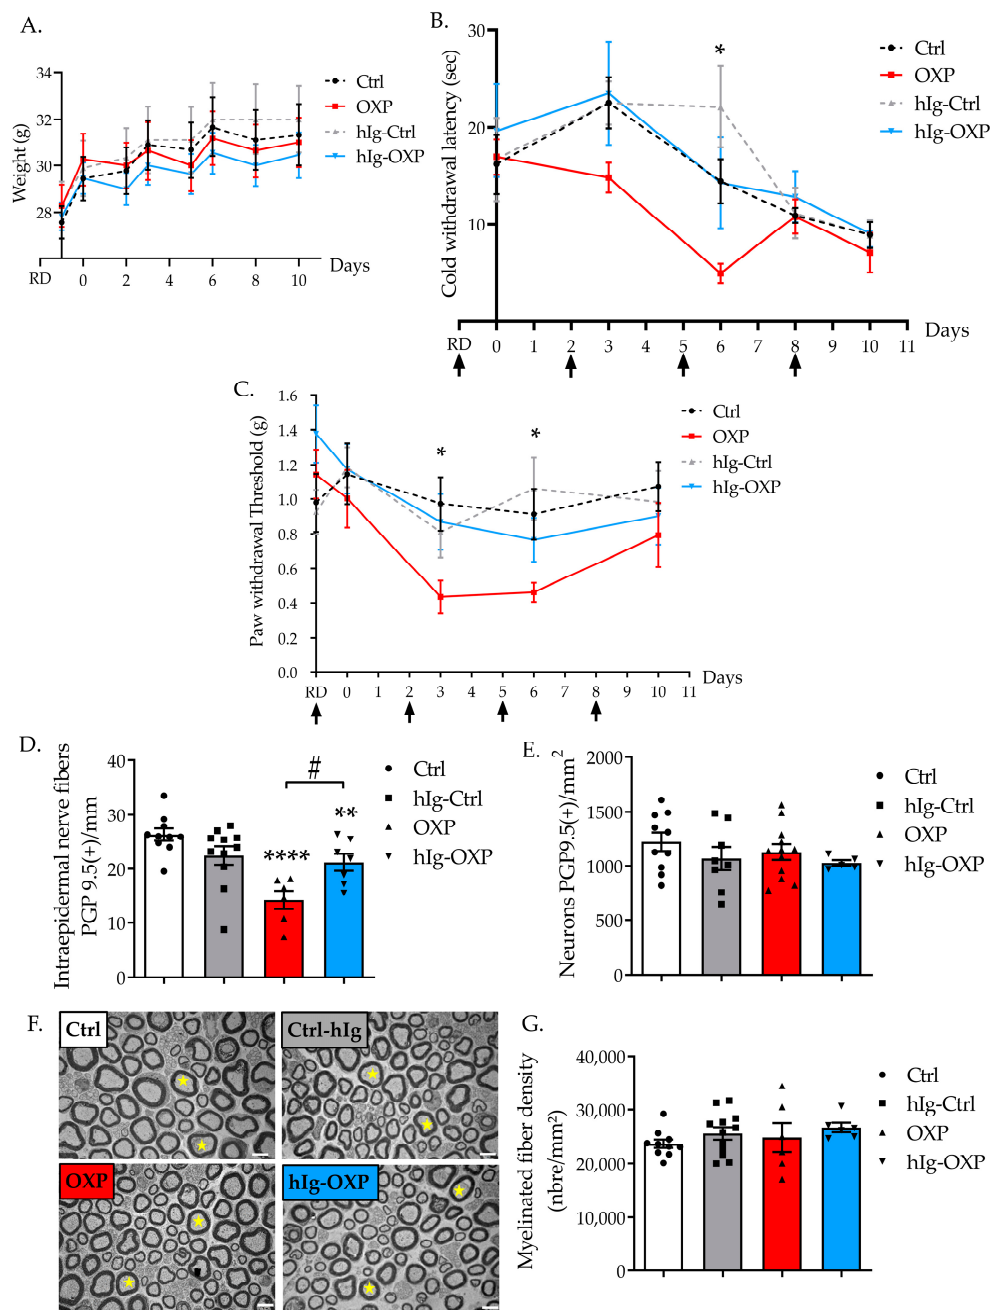 A.
34
32
30
28
Weight (g)
RD 0 2 4 6 8 10 Days
Ctrl
OXP
hIg-Ctrl
hIg-OXP
B.
30
20
10
Cold withdrawal latency (sec)
*
Ctrl
OXP
hIg-Ctrl
hIg-OXP
RD 0 1 2 3 4 5 6 7 8 10 11 Days
C.
1.6
1.4
1.2
1.0
0.8
0.6
0.4
0.2
0.0
Paw withdrawal Threshold (g)
* *
Ctrl
OXP
hIg-Ctrl
hIg-OXP
RD 0 1 2 3 4 5 6 7 8 9 10 11 Days
D.
40
30
20
10
0
Intraepidermal nerve fibers
PGP 9.5(+)/mm
#
****
**
Ctrl
hIg-Ctrl
OXP
hIg-OXP
E.
2000
1500
1000
500
0
Neurons PGP9.5(+)/mm2
Ctrl
hIg-Ctrl
OXP
hIg-OXP
F.
Ctrl
Ctrl-hIg
OXP
hIg-OXP
G.
40,000
30,000
20,000
10,000
0
Myelinated fiber density
(nbre/mm²)
Ctrl
hIg-Ctrl
OXP
hIg-OXP